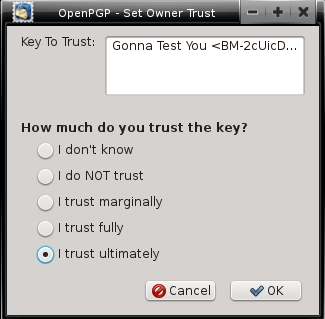 OpenPGP - Set Owner Trust
Key To Trust:
Gonna Test You <BM-2cUicD...
How much do you trust the key?
I don't know
I do NOT trust
I trust marginally
I trust fully
I trust ultimately
Cancel
OK